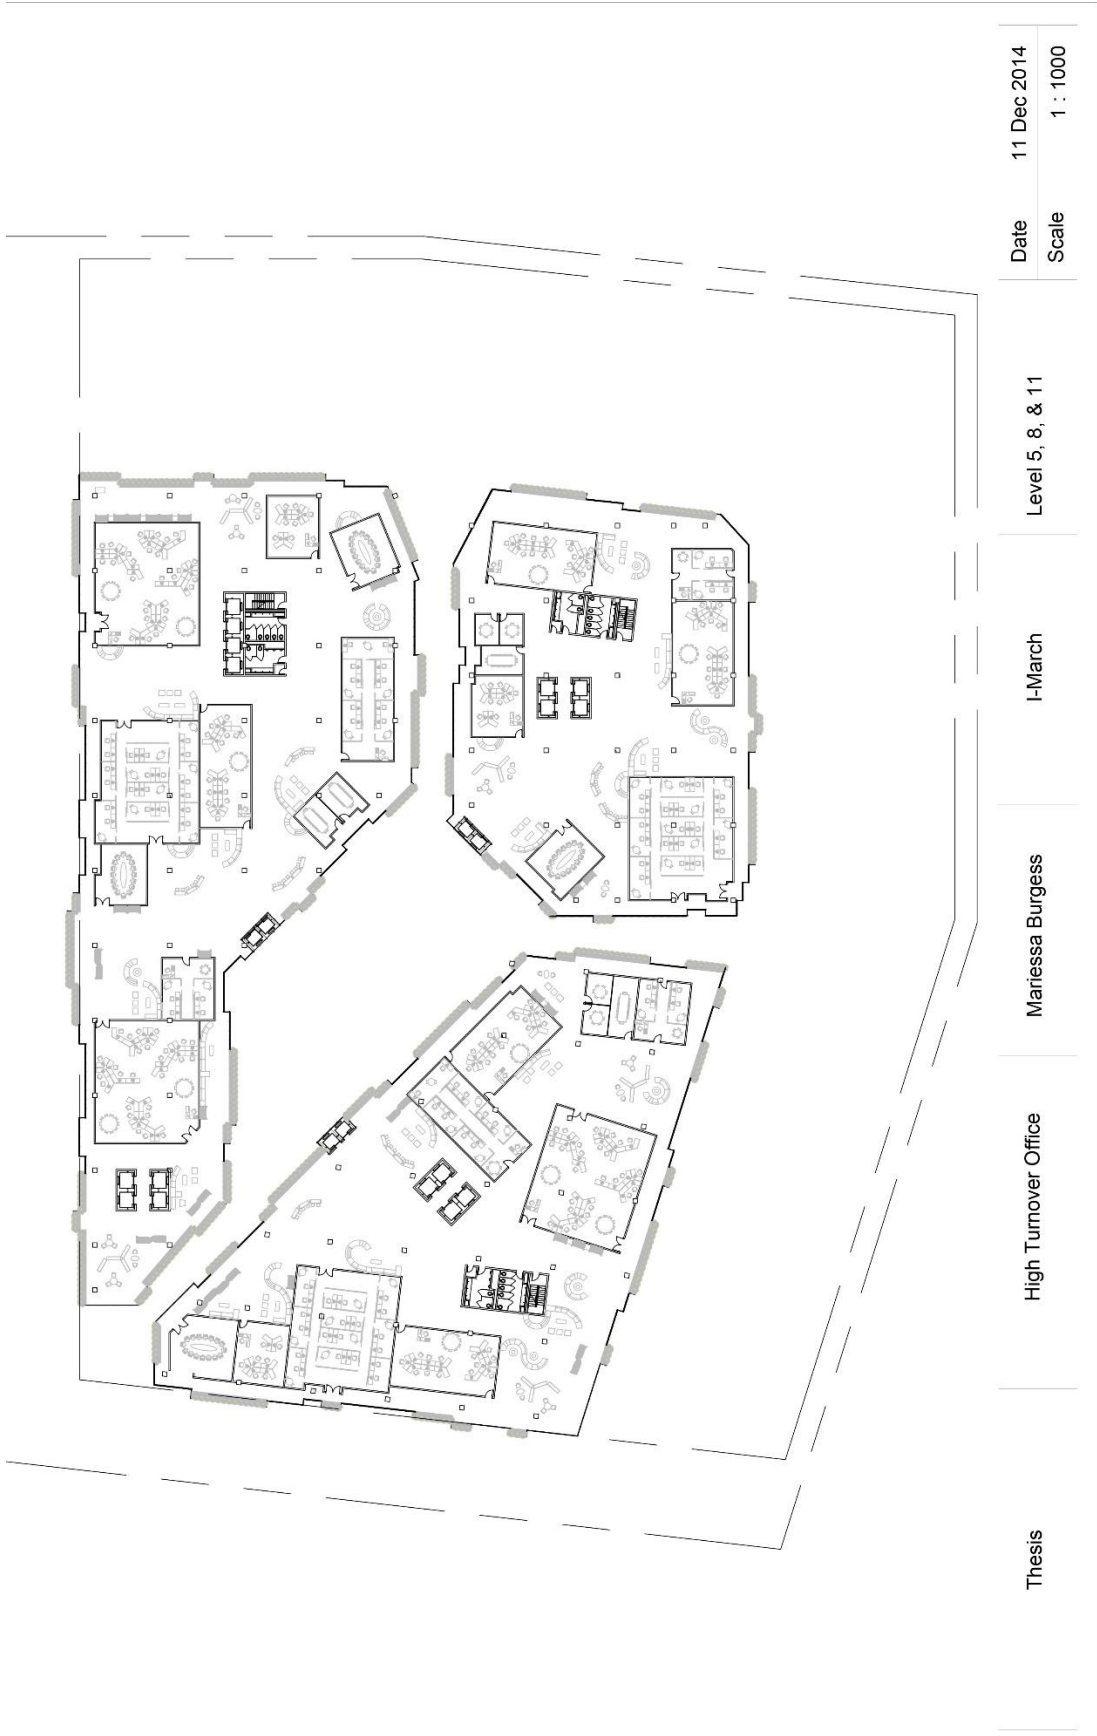 Thesis
High Turnover Office
Mariessa Burgess
I-March
Level 5, 8, & 11
Date 11 Dec 2014
Scale 1 : 1000